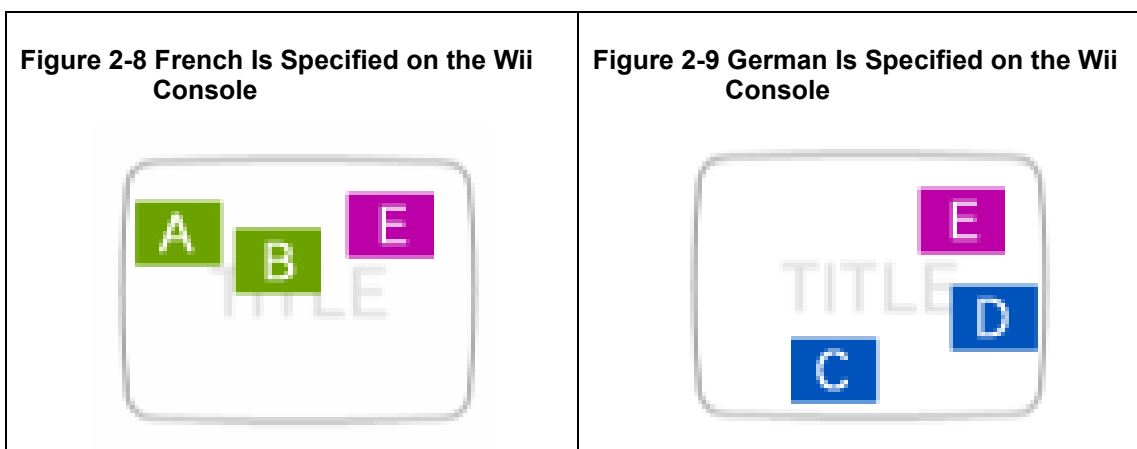 Figure 2-8 French Is Specified on the Wii
Console
A
B
E
TITLE
Figure 2-9 German Is Specified on the Wii
Console
E
TITLE
D
C